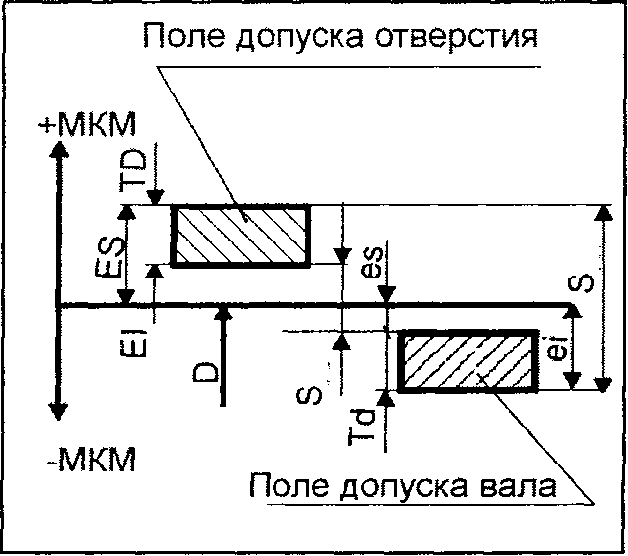 Поле допуска отверстия
+МКМ
TD
ES
EI
D
S
es
Td
S
ei
-МКМ
Поле допуска вала